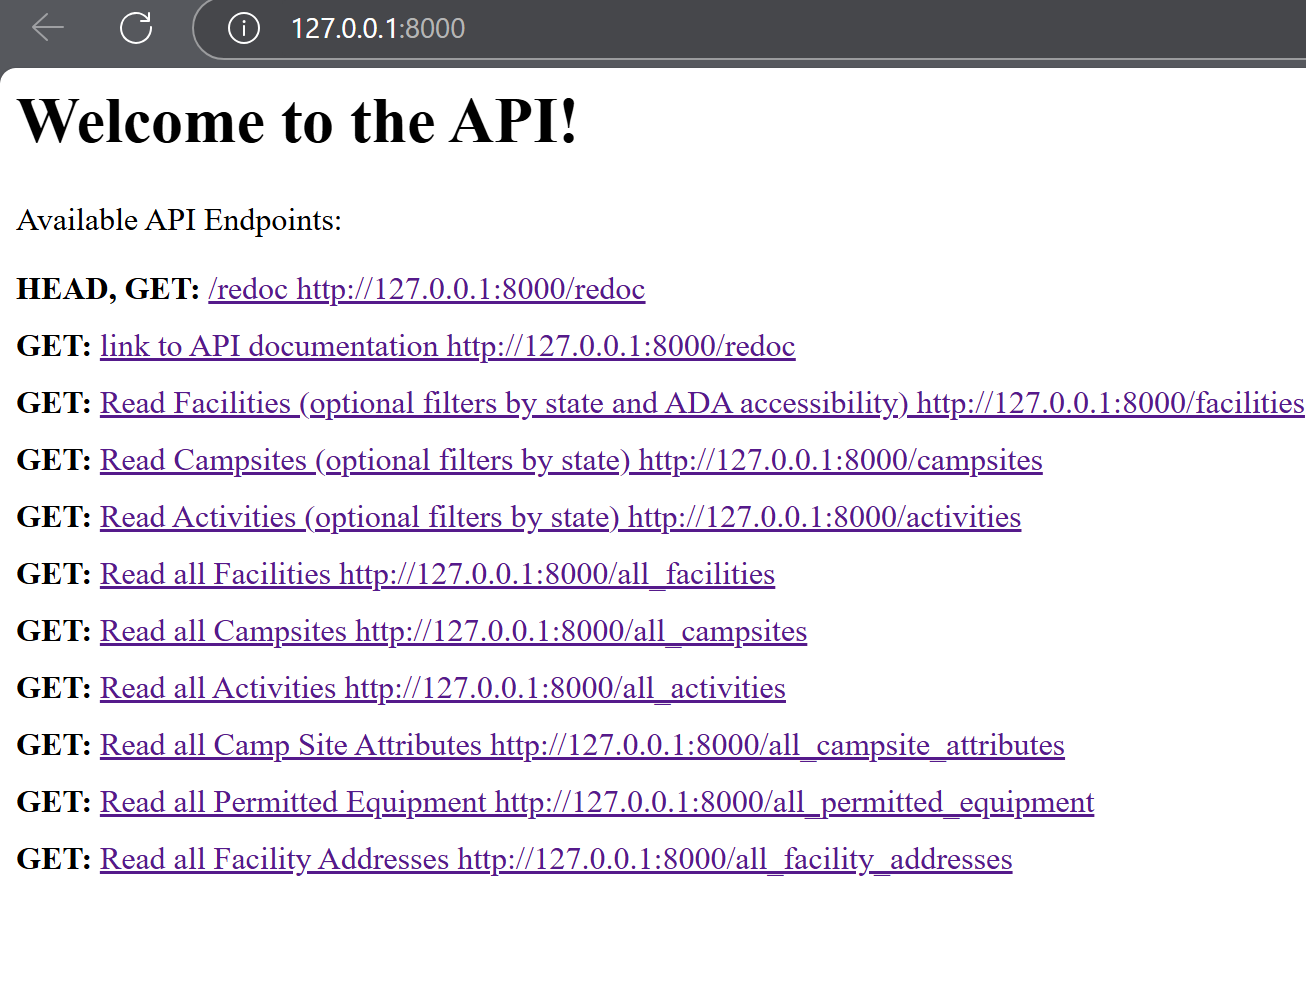 127.0.0.1:8000
Welcome to the API!
Available API Endpoints:
HEAD, GET: /redoc http://127.0.0.1:8000/redoc
GET: link to API documentation http://127.0.0.1:8000/redoc
GET: Read Facilities (optional filters by state and ADA accessibility) http://127.0.0.1:8000/facilities
GET: Read Campsites (optional filters by state) http://127.0.0.1:8000/campsites
GET: Read Activities (optional filters by state) http://127.0.0.1:8000/activities
GET: Read all Facilities http://127.0.0.1:8000/all_facilities
GET: Read all Campsites http://127.0.0.1:8000/all_campsites
GET: Read all Activities http://127.0.0.1:8000/all_activities
GET: Read all Camp Site Attributes http://127.0.0.1:8000/all_campsite_attributes
GET: Read all Permitted Equipment http://127.0.0.1:8000/all_permitted_equipment
GET: Read all Facility Addresses http://127.0.0.1:8000/all_facility_addresses